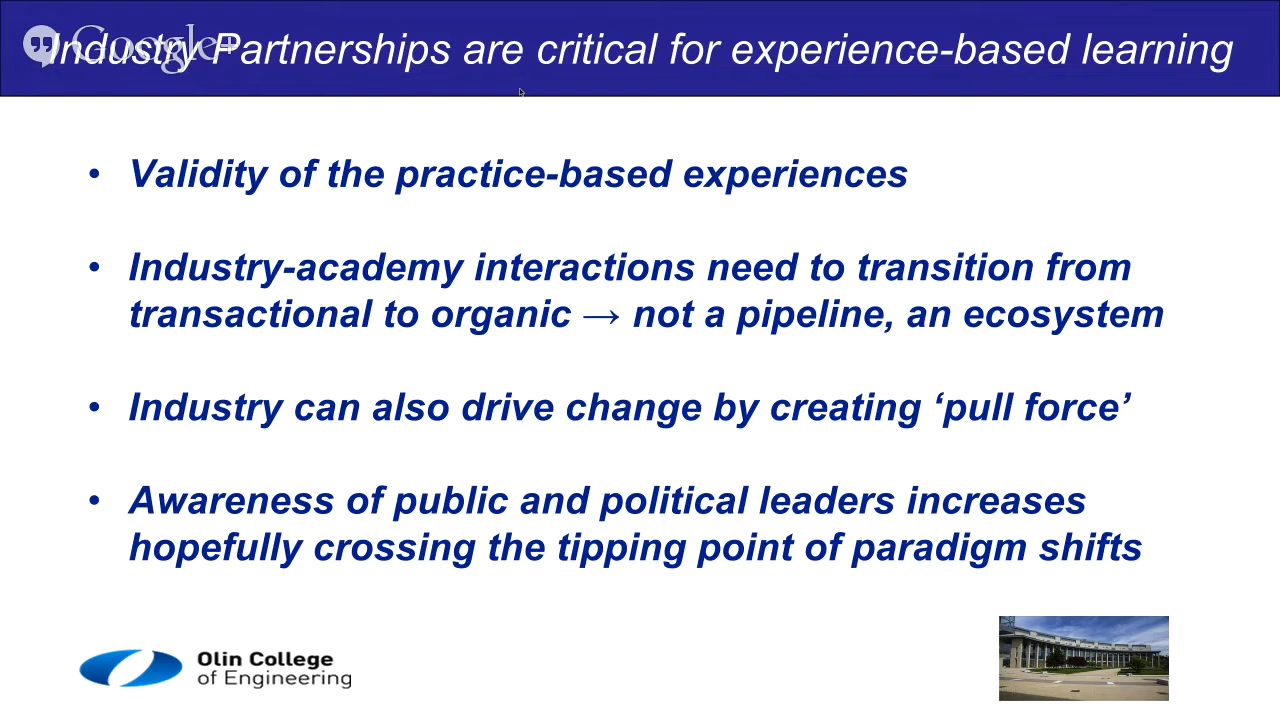 Google+
Industry Partnerships are critical for experience-based learning
• Validity of the practice-based experiences
• Industry-academy interactions need to transition from
transactional to organic → not a pipeline, an ecosystem
• Industry can also drive change by creating ‘pull force’
• Awareness of public and political leaders increases
hopefully crossing the tipping point of paradigm shifts
Olin College
of Engineering